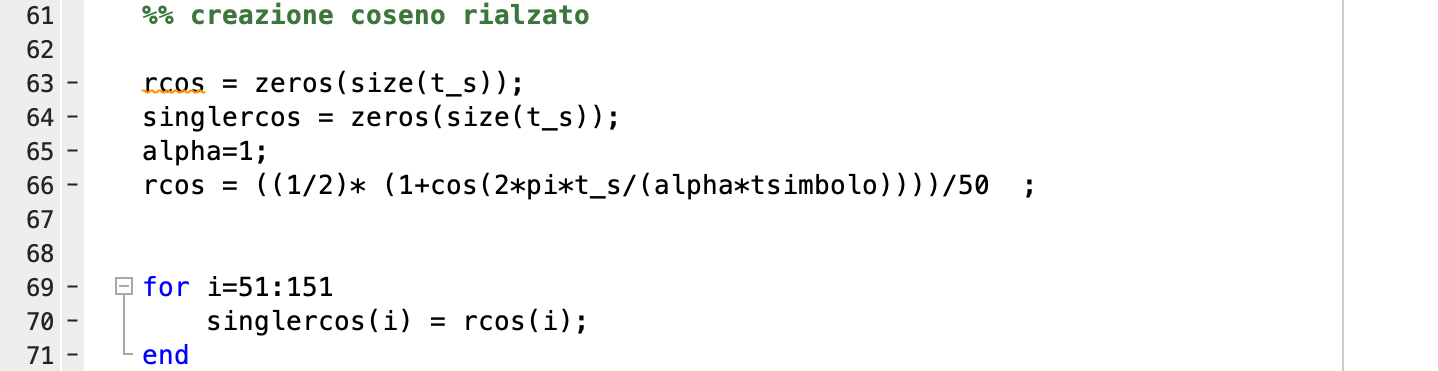 61 %% creazione coseno rialzato
62
63 - rcos = zeros(size(t_s));
64 - singlercos = zeros(size(t_s));
65 - alpha=1;
66 - rcos = ((1/2)* (1+cos(2*pi*t_s/(alpha*tsimbolo))))/50  ;
67
68
69 - for i=51:151
70 - singlercos(i) = rcos(i);
71 - end